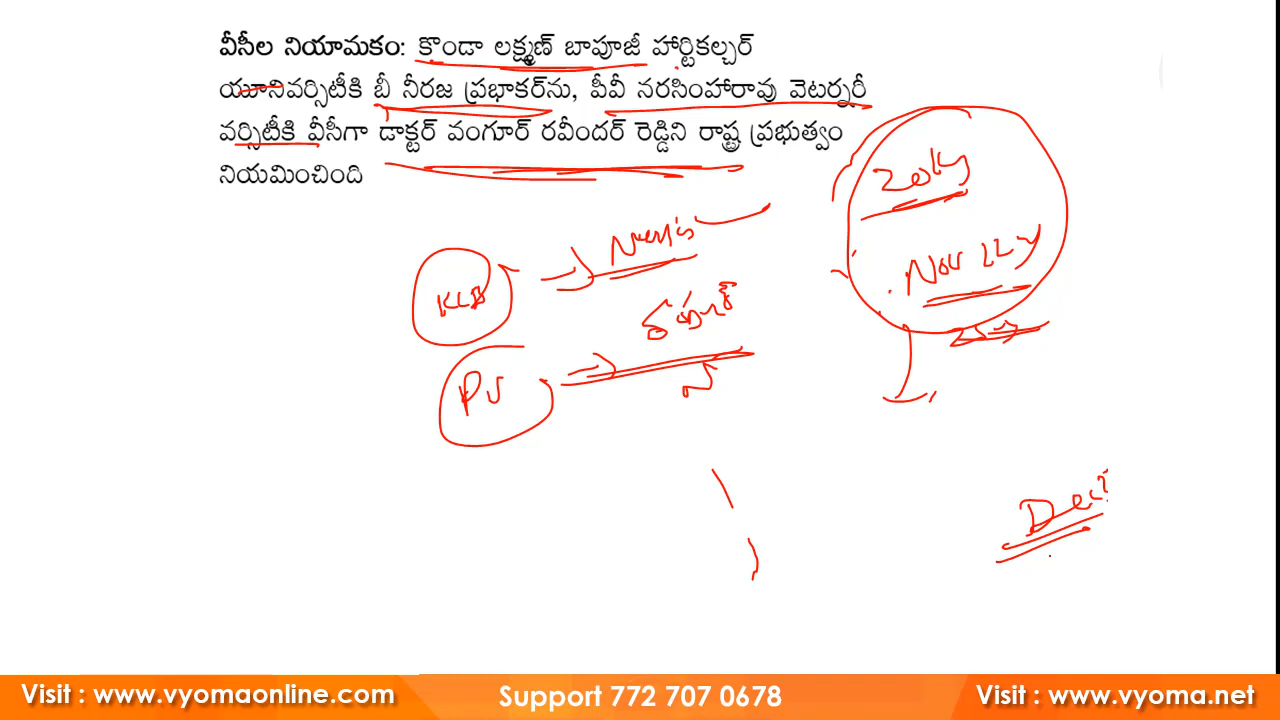 వీసీల నియామకం: కొండా లక్ష్మణ్ బాపూజీ హార్టికల్చర్
యూనివర్సిటీకి బీ నీరజ ప్రభాకర్‌ను, పీవీ నరసింహారావు వెటర్నరీ
వర్సిటీకి వీసీగా డాక్టర్ వంగూర్ రవీందర్ రెడ్డిని రాష్ట్ర ప్రభుత్వం
నియమించింది
KLB
PV
Nov
Visit : www.vyomaonline.com
Support 772 707 0678
Visit : www.vyoma.net